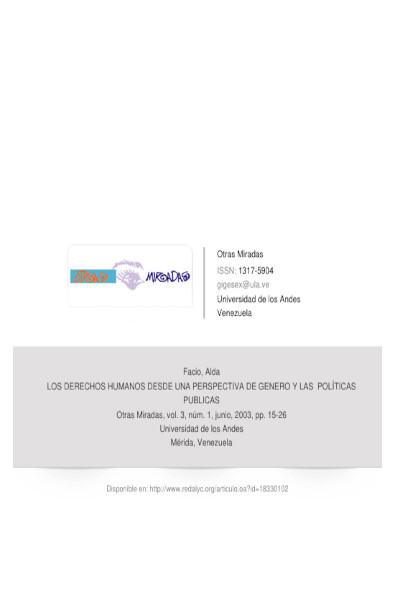 OTRAS
MIRADAS
Otras Miradas
ISSN: 1317-5904
gigesex@ula.ve
Universidad de los Andes
Venezuela
Facio, Alda
LOS DERECHOS HUMANOS DESDE UNA PERSPECTIVA DE GENERO Y LAS POLÍTICAS
PUBLICAS
Otras Miradas, vol. 3, núm. 1, junio, 2003, pp. 15-26
Universidad de los Andes
Mérida, Venezuela
Disponible en: http://www.redalyc.org/articulo.oa?id=18330102